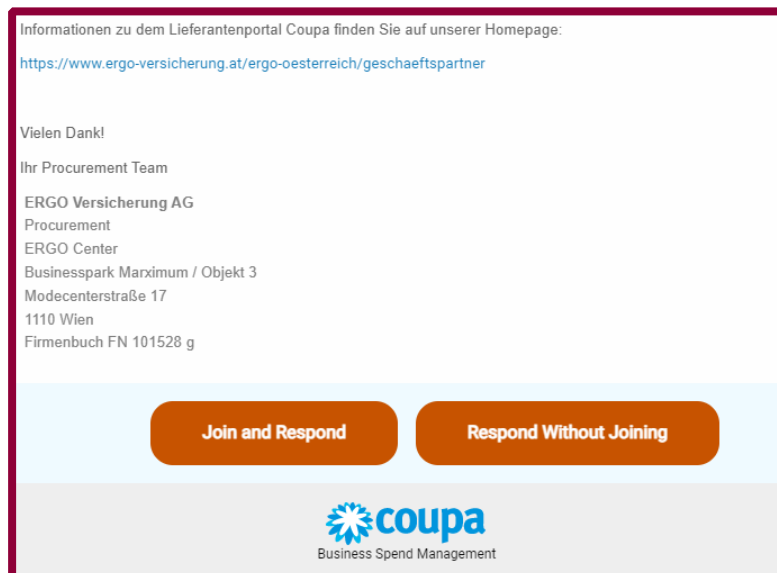 Informationen zu dem Lieferantenportal Coupa finden Sie auf unserer Homepage:
https://www.ergo-versicherung.at/ergo-oesterreich/geschaeftspartner
Vielen Dank!
Ihr Procurement Team
ERGO Versicherung AG
Procurement
ERGO Center
Businesspark Marximum / Objekt 3
Modecenterstraße 17
1110 Wien
Firmenbuch FN 101528 g
Join and Respond
Respond Without Joining
coupa
Business Spend Management